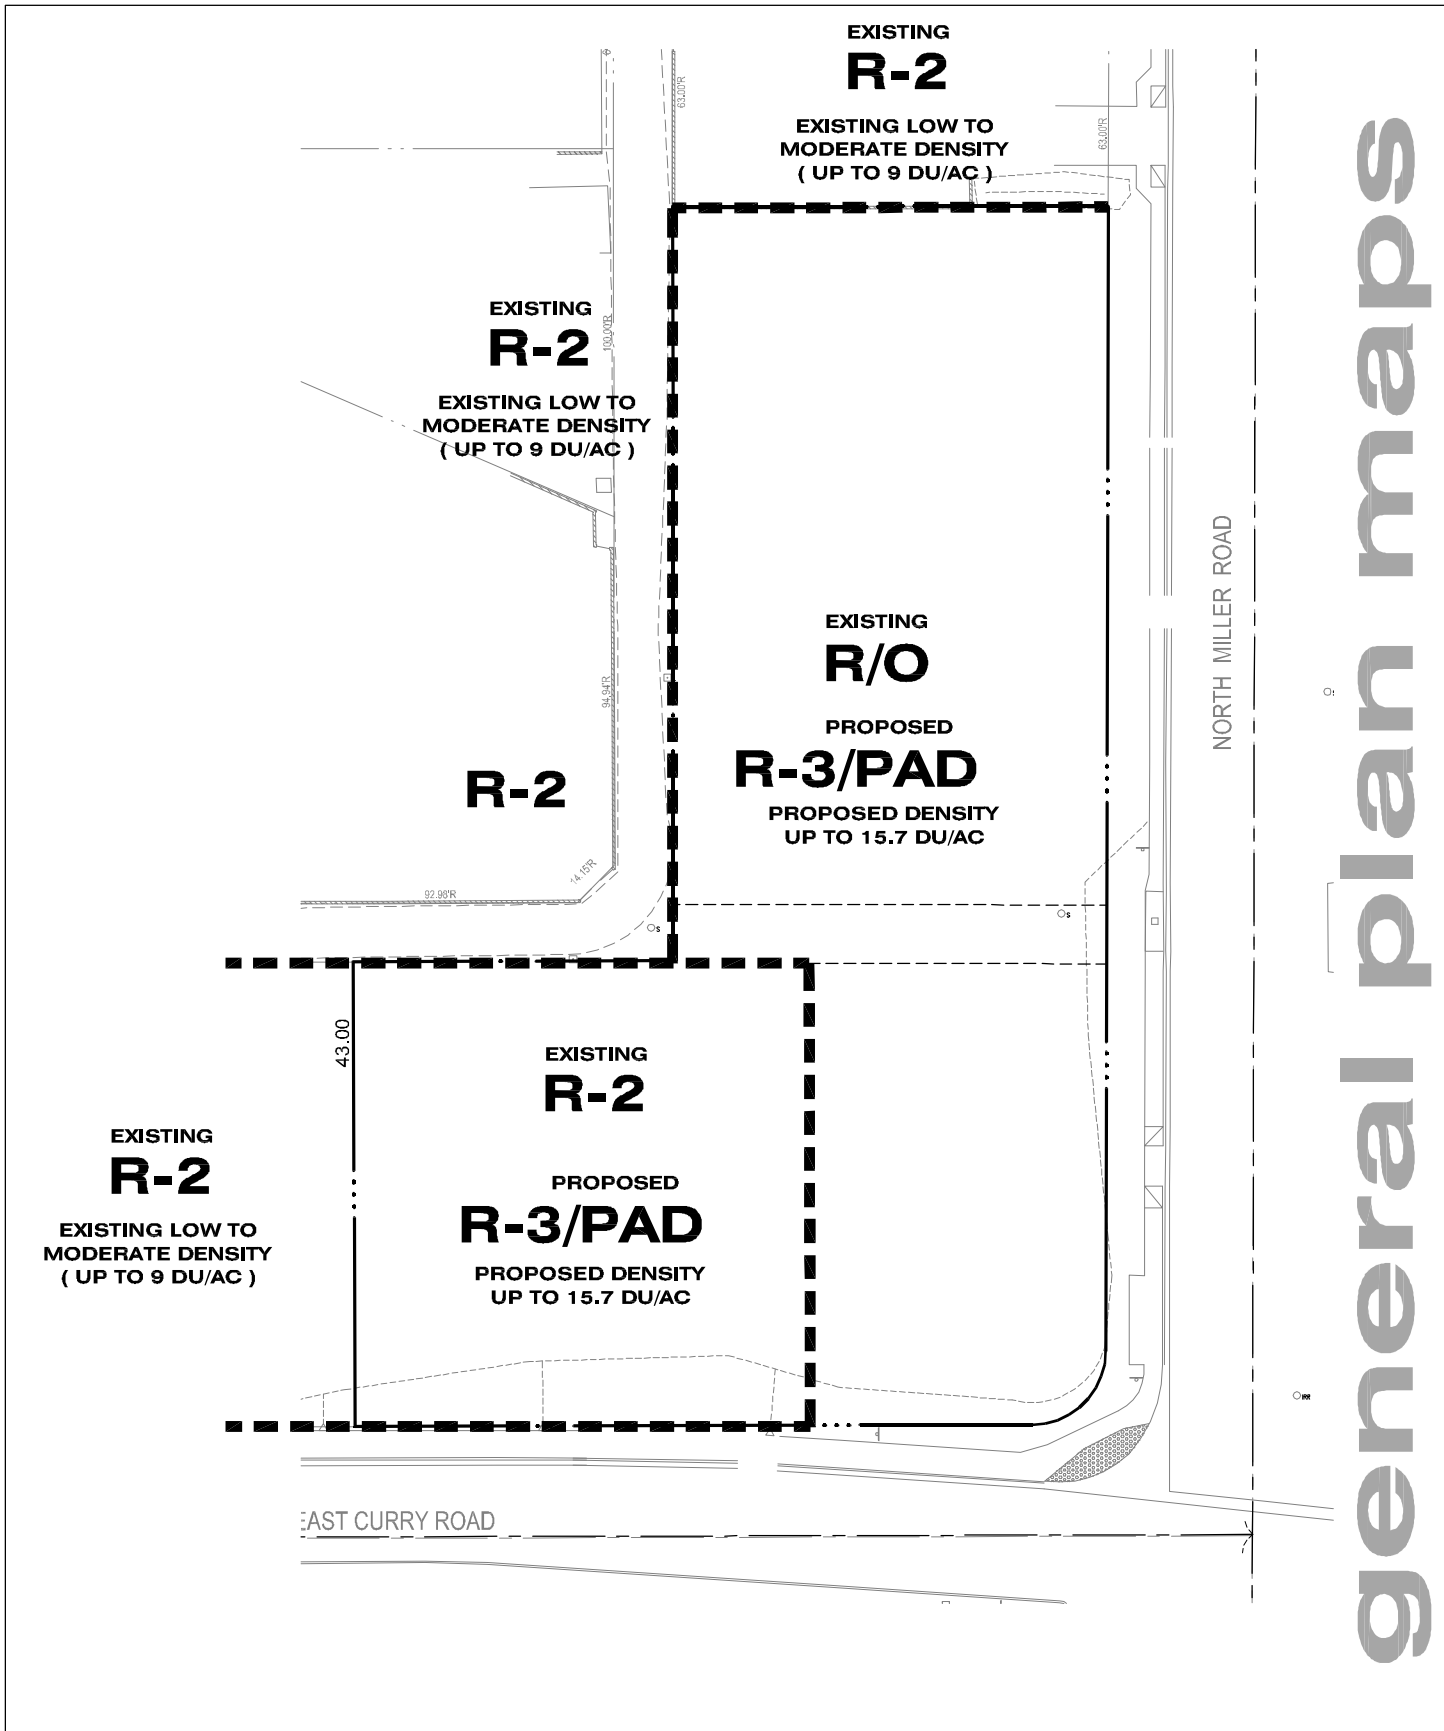 EXISTING
R-2
EXISTING LOW TO
MODERATE DENSITY
( UP TO 9 DU/AC )
63.00'R
63.00'R
EXISTING
R-2
100.00'R
EXISTING LOW TO
MODERATE DENSITY
( UP TO 9 DU/AC )
NORTH MILLER ROAD
EXISTING
R/O
PROPOSED
R-3/PAD
PROPOSED DENSITY
UP TO 15.7 DU/AC
94.94'R
R-2
14.15'R
92.98'R
S
S
43.00
EXISTING
R-2
PROPOSED
R-3/PAD
PROPOSED DENSITY
UP TO 15.7 DU/AC
EXISTING
R-2
EXISTING LOW TO
MODERATE DENSITY
( UP TO 9 DU/AC )
IRR
EAST CURRY ROAD
general plan maps